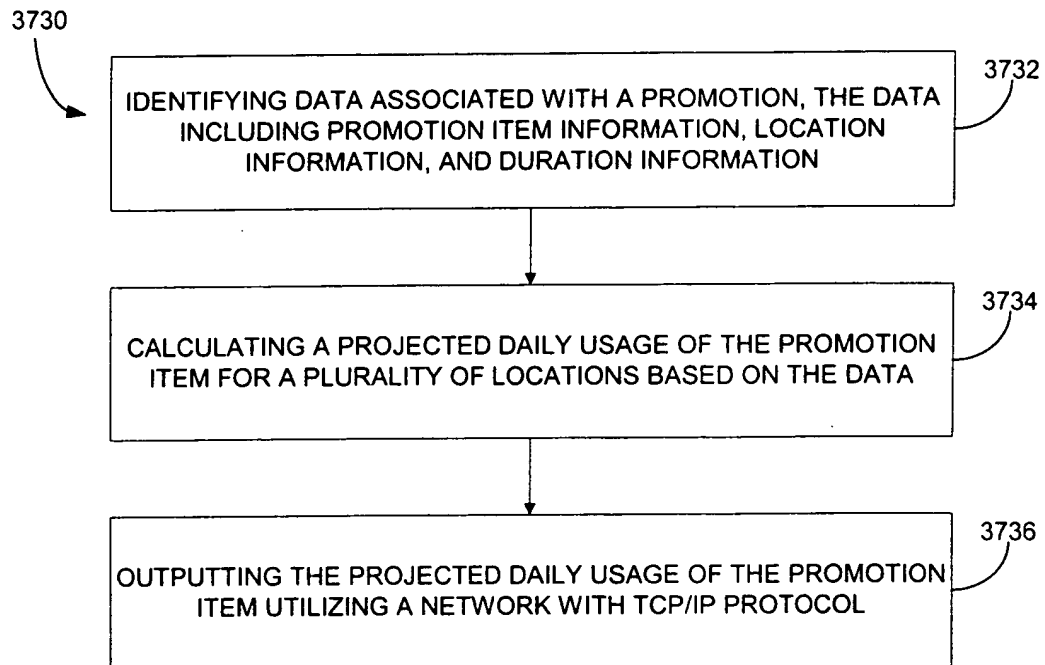 3730
IDENTIFYING DATA ASSOCIATED WITH A PROMOTION, THE DATA
INCLUDING PROMOTION ITEM INFORMATION, LOCATION
INFORMATION, AND DURATION INFORMATION
3732
CALCULATING A PROJECTED DAILY USAGE OF THE PROMOTION
ITEM FOR A PLURALITY OF LOCATIONS BASED ON THE DATA
3734
OUTPUTTING THE PROJECTED DAILY USAGE OF THE PROMOTION
ITEM UTILIZING A NETWORK WITH TCP/IP PROTOCOL
3736